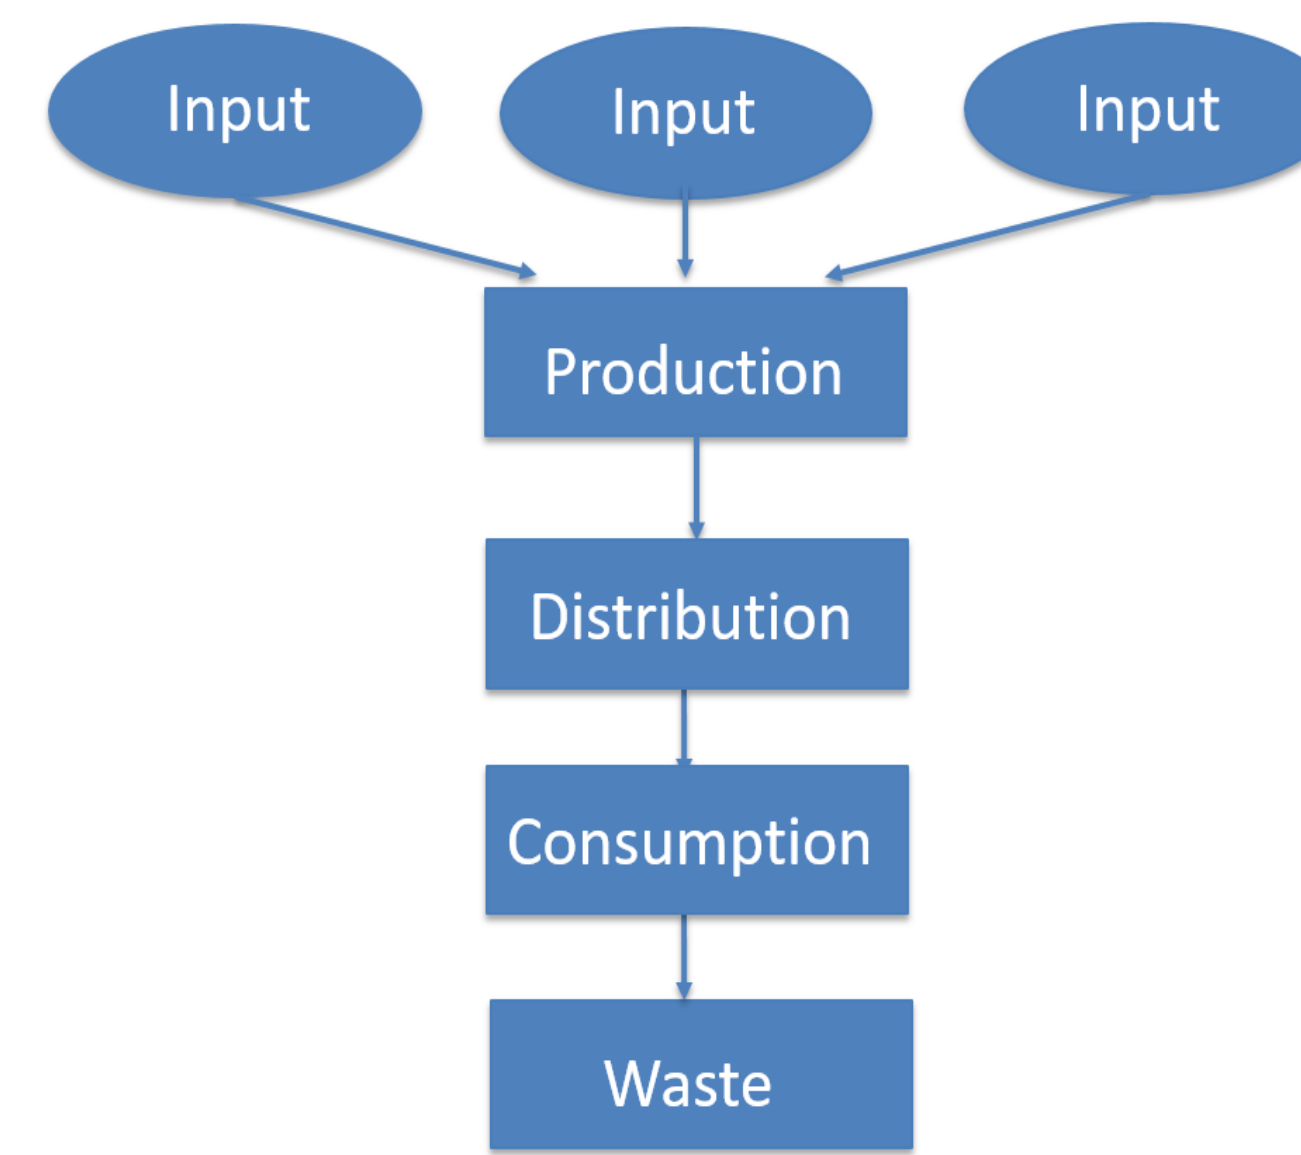 Input
Input
Input
Production
Distribution
Consumption
Waste